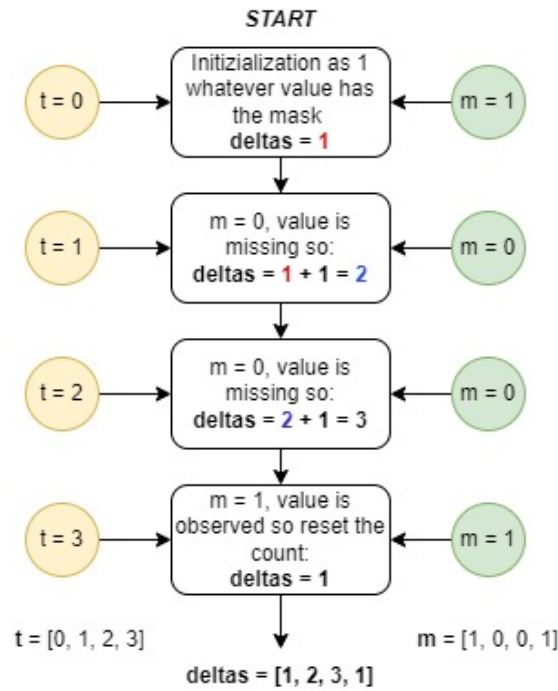 START
t = 0
Initizialization as 1
whatever value has
the mask
deltas = 1
m = 1
t = 1
m = 0, value is
missing so:
deltas = 1 + 1 = 2
m = 0
t = 2
m = 0, value is
missing so:
deltas = 2 + 1 = 3
m = 0
t = 3
m = 1, value is
observed so reset the
count:
deltas = 1
m = 1
t = [0, 1, 2, 3]
m = [1, 0, 0, 1]
deltas = [1, 2, 3, 1]